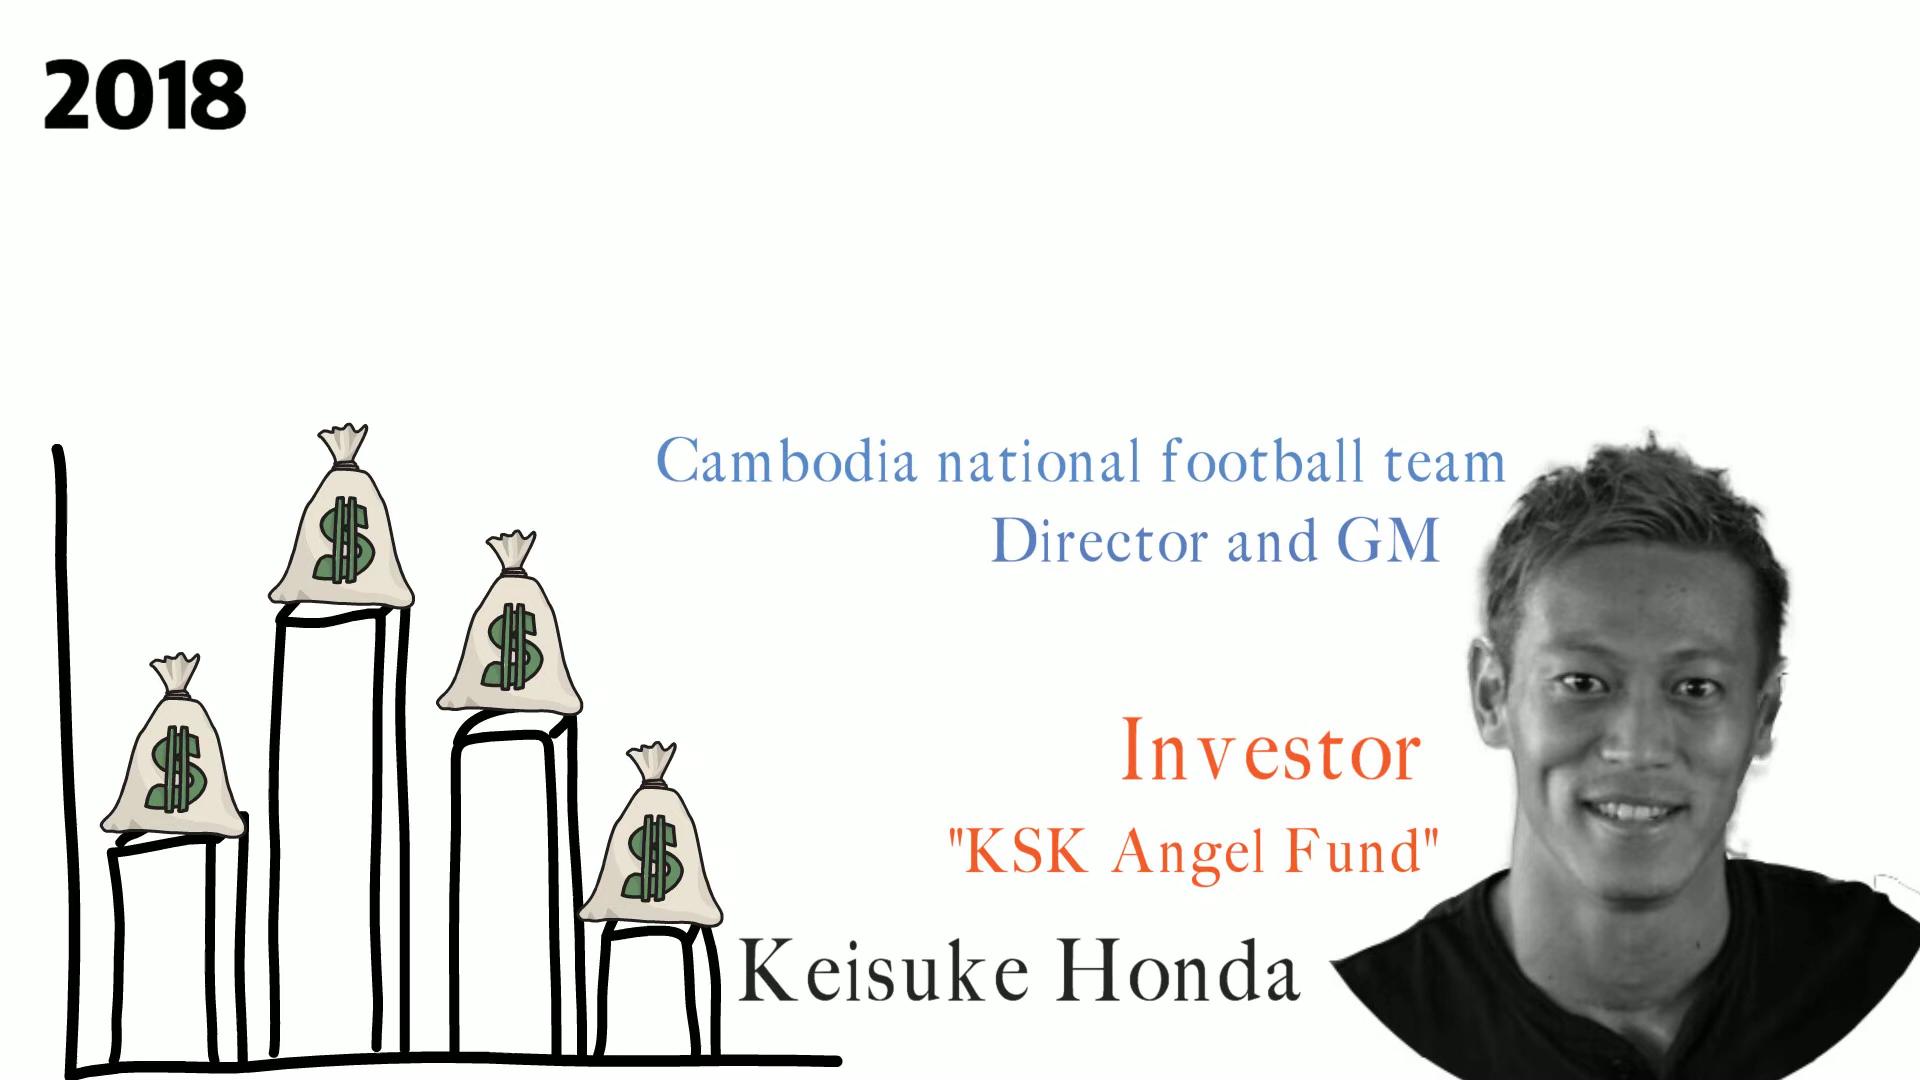 2018
Cambodia national football team
Director and GM
Investor
"KSK Angel Fund"
Keisuke Honda
$
$
$
$